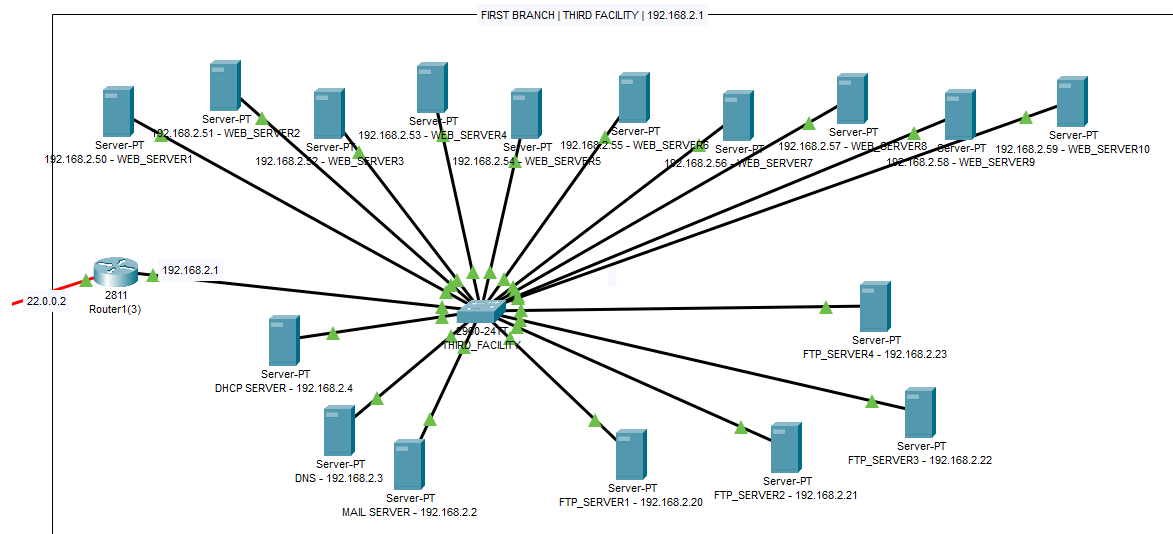 FIRST BRANCH | THIRD FACILITY | 192.168.2.1
Server-PT
192.168.2.50 - WEB_SERVER1
Server-PT
192.168.2.51 - WEB_SERVER2
Server-PT
192.168.2.52 - WEB_SERVER3
Server-PT
192.168.2.53 - WEB_SERVER4
Server-PT
192.168.2.54 - WEB_SERVER5
Server-PT
192.168.2.55 - WEB_SERVER6
Server-PT
192.168.2.56 - WEB_SERVER7
Server-PT
192.168.2.57 - WEB_SERVER8
Server-PT
192.168.2.58 - WEB_SERVER9
Server-PT
192.168.2.59 - WEB_SERVER10
192.168.2.1
22.0.0.2
2811
Router1(3)
2960-24TT
THIRD_FACILITY
Server-PT
FTP_SERVER4 - 192.168.2.23
Server-PT
DHCP SERVER - 192.168.2.4
Server-PT
DNS - 192.168.2.3
Server-PT
MAIL SERVER - 192.168.2.2
Server-PT
FTP_SERVER1 - 192.168.2.20
Server-PT
FTP_SERVER2 - 192.168.2.21
Server-PT
FTP_SERVER3 - 192.168.2.22